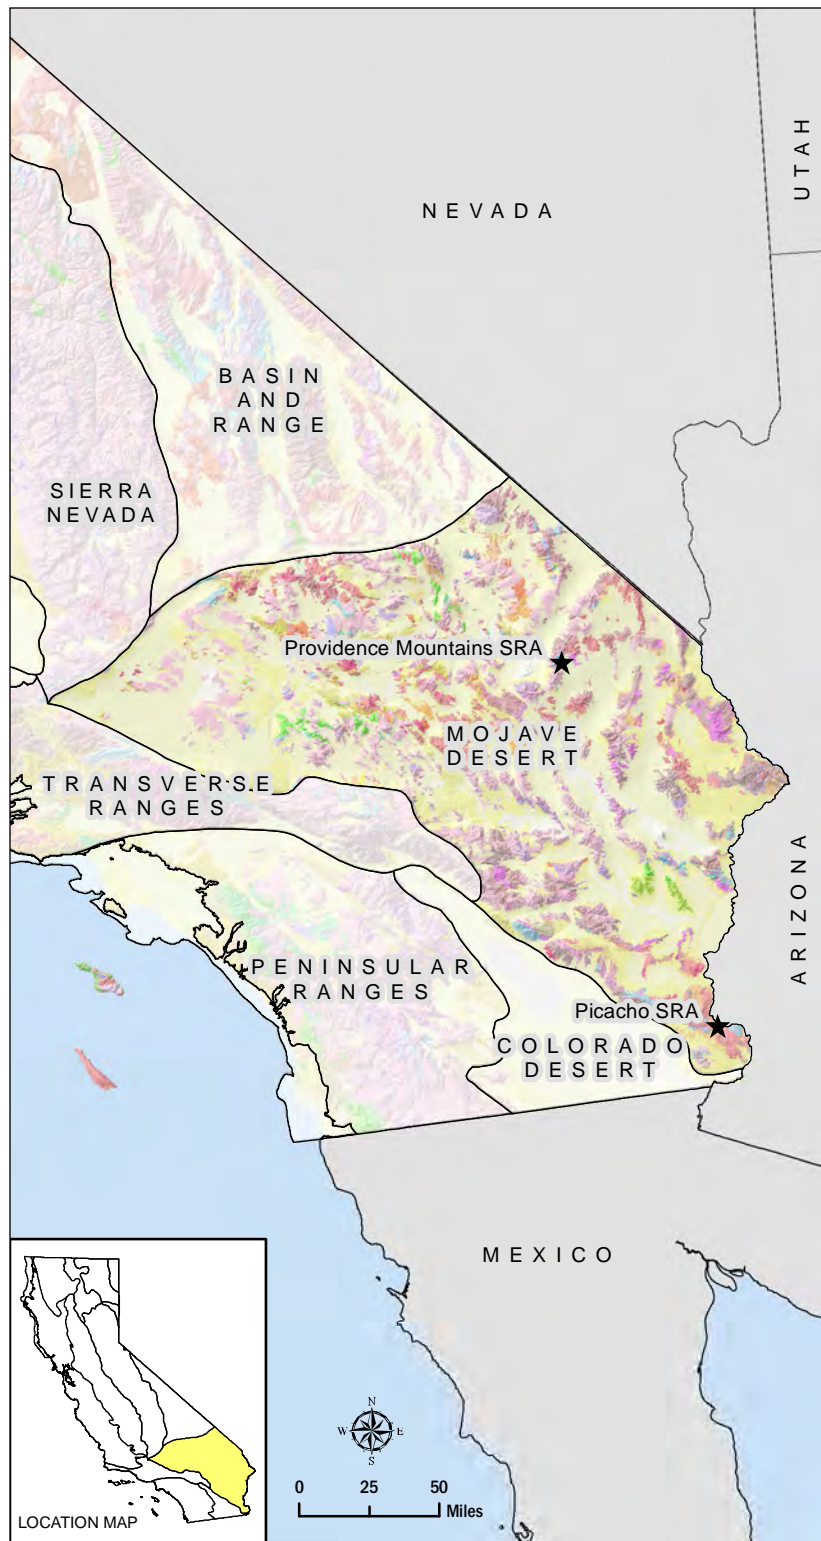 NEVADA
UTAH
BASIN
AND
RANGE
SIERRA
NEVADA
Providence Mountains SRA
MOJAVE
DESERT
TRANSVERSE
RANGES
ARIZONA
PENINSULAR
RANGES
Picacho SRA
COLORADO
DESERT
MEXICO
LOCATION MAP
N
W
E
S
0 25 50
Miles